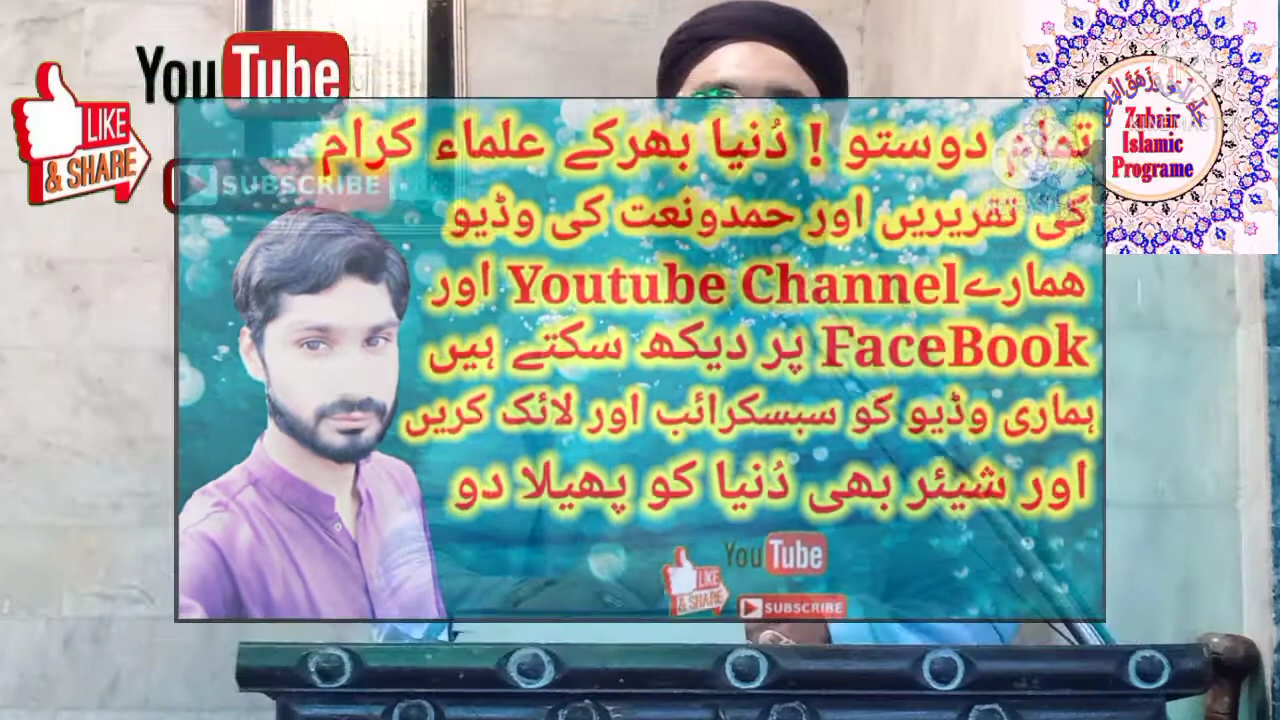 YouTube
LIKE
& SHARE
SUBSCRIBE
Zubair
Islamic
Programe
تمام دوستو ! دُنیا بھرکے علماء کرام
کی تقریریں اور حمدونعت کی وڈیو
ھمارے Youtube Channel اور
FaceBook پر دیکھ سکتے ہیں
ہماری وڈیو کو سبسکرائب اور لائک کریں
اور شیئر بھی دُنیا کو پھیلا دو
YouTube
LIKE
& SHARE
SUBSCRIBE